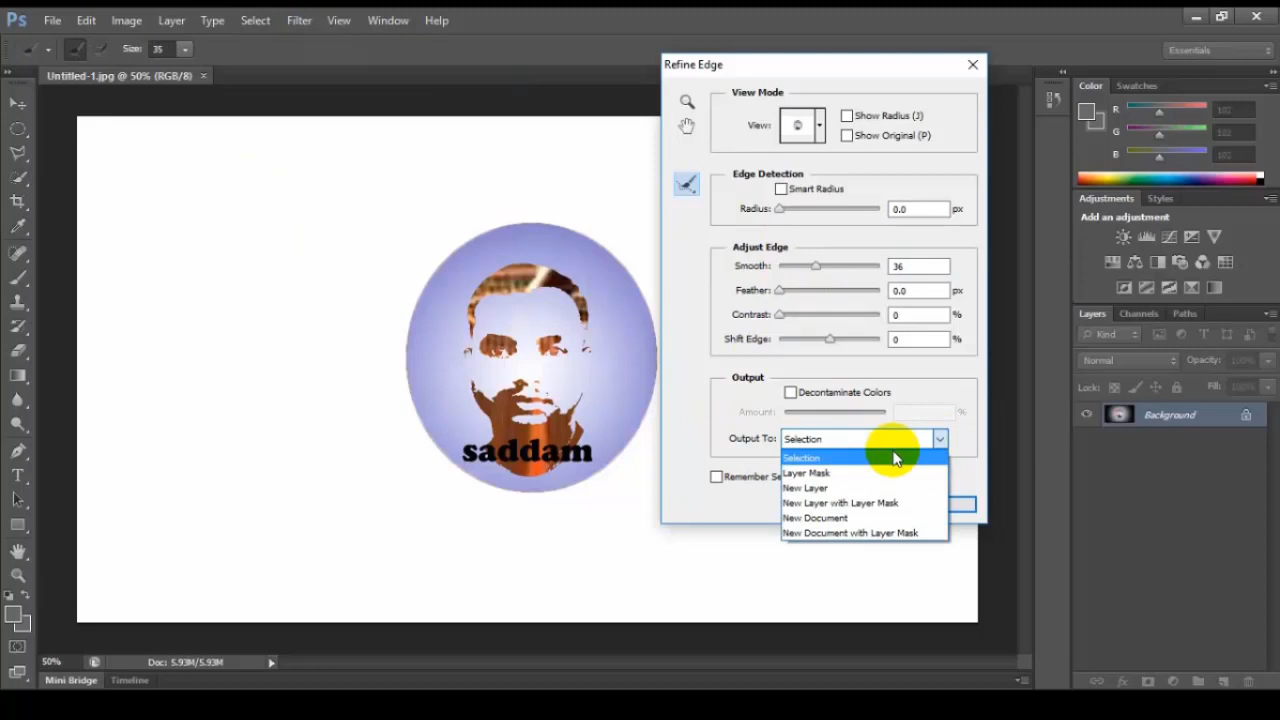 Ps File Edit Image Layer Type Select Filter View Window Help
Size: 35
Essentials
Untitled-1.jpg @ 50% (RGB/8)
saddam
50% Doc: 5.93M/5.93M
Mini Bridge Timeline
Refine Edge
View Mode
View:
Show Radius (J)
Show Original (P)
Edge Detection
Smart Radius
Radius: 0.0 px
Adjust Edge
Smooth: 36
Feather: 0.0 px
Contrast: 0 %
Shift Edge: 0 %
Output
Decontaminate Colors
Amount: %
Output To: Selection
Selection
Layer Mask
New Layer
New Layer with Layer Mask
New Document
New Document with Layer Mask
Remember Se
Color Swatches
R
G
B
Adjustments Styles
Add an adjustment
Layers Channels Paths
Kind
Normal Opacity: 100%
Lock: Fill: 100%
Background